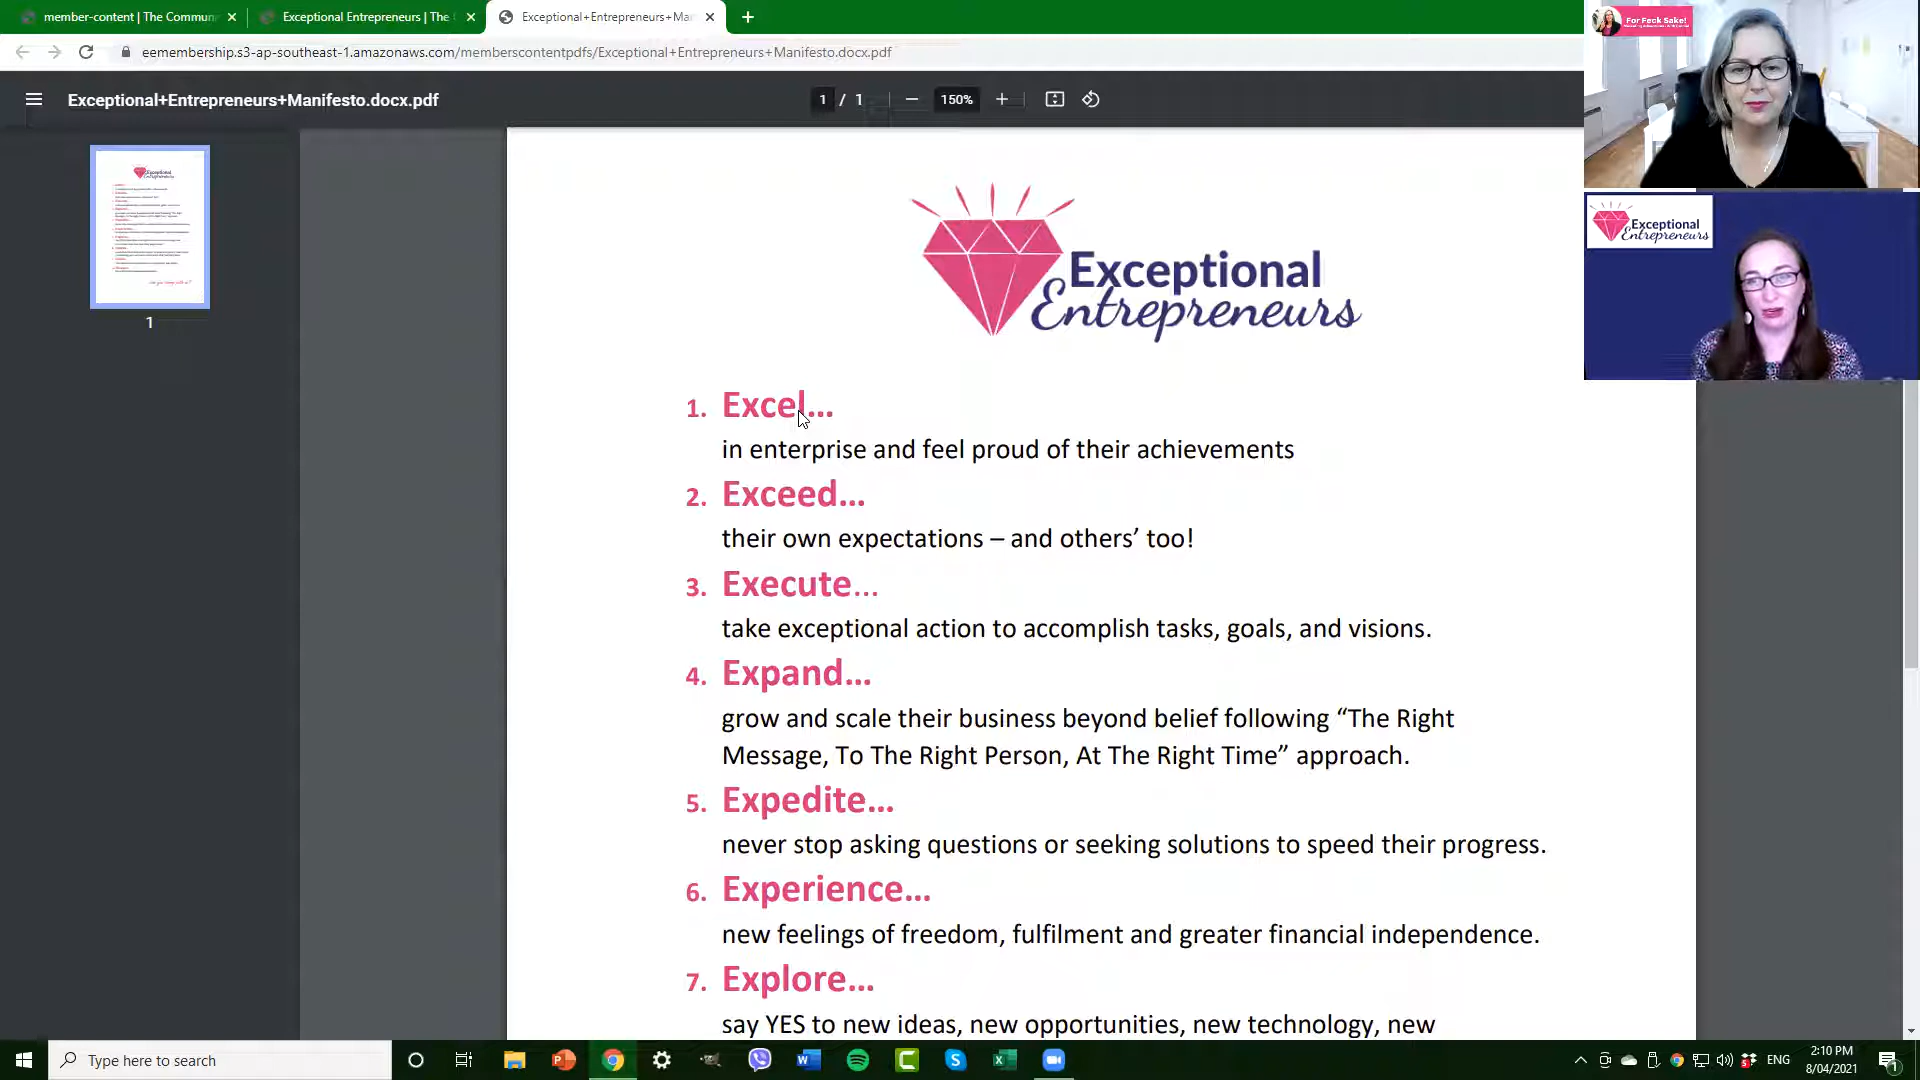 member-content | The Commun
Exceptional Entrepreneurs | The
Exceptional+Entrepreneurs+Man
eemembership.s3-ap-southeast-1.amazonaws.com/memberscontentpdfs/Exceptional+Entrepreneurs+Manifesto.docx.pdf
Exceptional+Entrepreneurs+Manifesto.docx.pdf
1 / 1
150%
For Feck Sake!
Exceptional
Entrepreneurs
1
Exceptional
Entrepreneurs
1. Excel...
in enterprise and feel proud of their achievements
2. Exceed...
their own expectations – and others’ too!
3. Execute...
take exceptional action to accomplish tasks, goals, and visions.
4. Expand...
grow and scale their business beyond belief following “The Right
Message, To The Right Person, At The Right Time” approach.
5. Expedite...
never stop asking questions or seeking solutions to speed their progress.
6. Experience...
new feelings of freedom, fulfilment and greater financial independence.
7. Explore...
say YES to new ideas, new opportunities, new technology, new
Type here to search
ENG
2:10 PM
8/04/2021